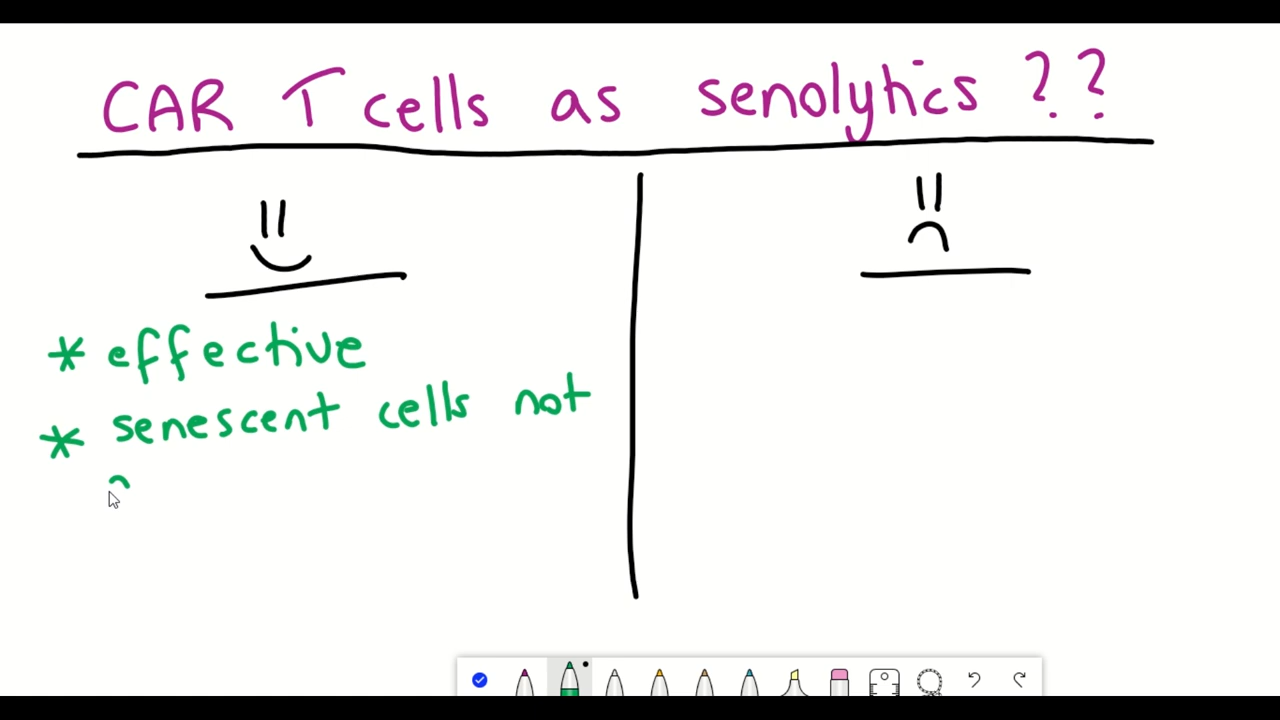 CAR T cells as senolytics ??
* effective
* senescent cells not